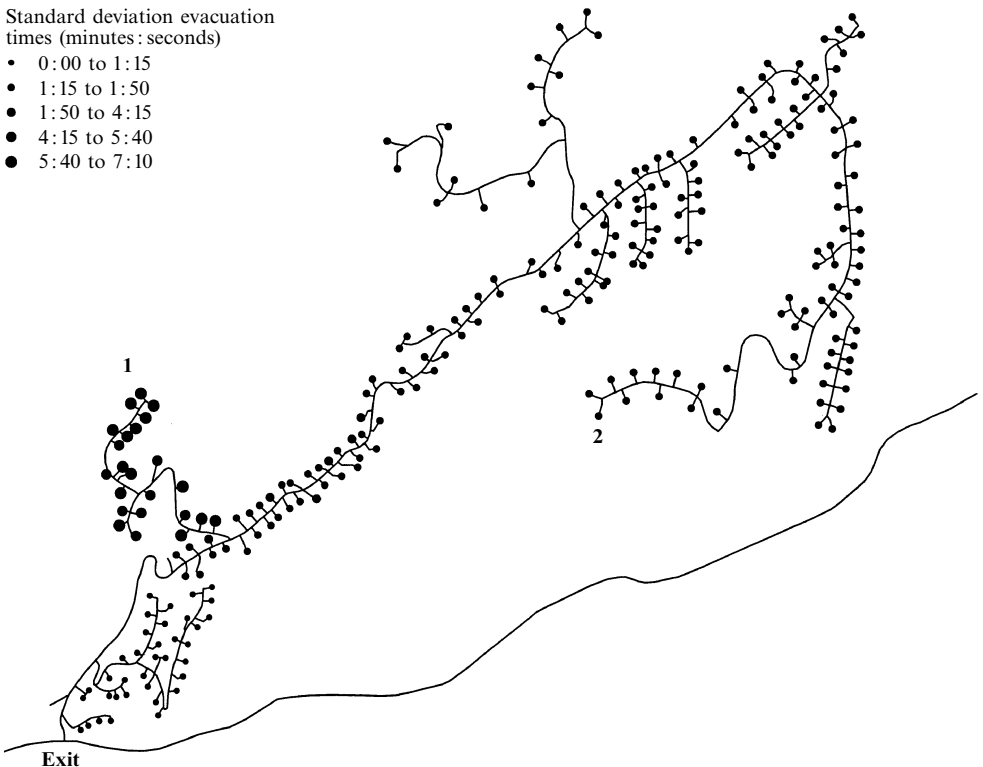 Standard deviation evacuation
times (minutes:seconds)
0:00 to 1:15
1:15 to 1:50
1:50 to 4:15
4:15 to 5:40
5:40 to 7:10
1
2
Exit